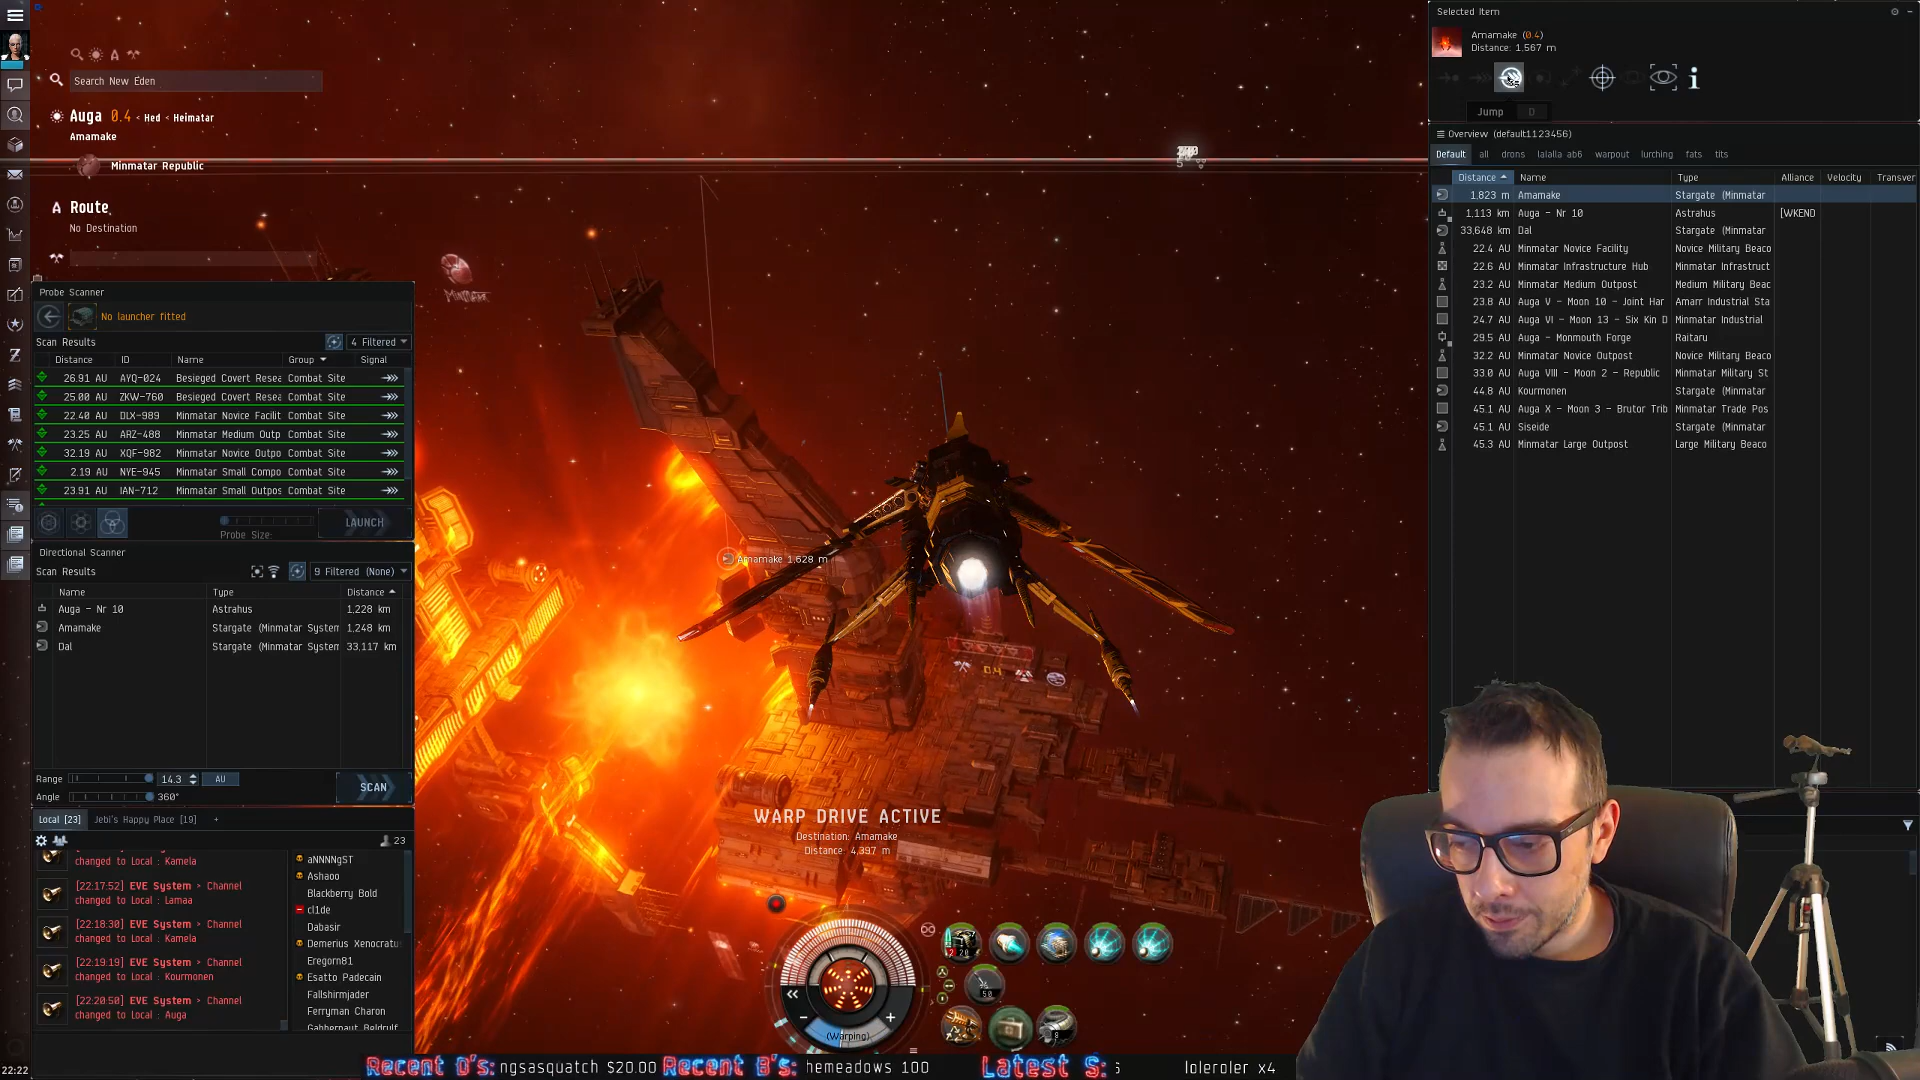 Search New Eden
Auga 0.4 < Hed < Heimatar
Amamake
Minmatar Republic
Route
No Destination
Probe Scanner
No launcher fitted
Scan Results
4 Filtered
Distance ID Name Group Signal
26.91 AU AYQ-024 Besieged Covert Resea Combat Site
25.00 AU ZKW-760 Besieged Covert Resea Combat Site
22.40 AU DLX-989 Minmatar Novice Facilit Combat Site
23.25 AU ARZ-488 Minmatar Medium Outp Combat Site
32.19 AU XQF-982 Minmatar Novice Outpo Combat Site
2.19 AU NYE-945 Minmatar Small Compo Combat Site
23.91 AU IAN-712 Minmatar Small Outpos Combat Site
Probe Size:
LAUNCH
Directional Scanner
Scan Results
9 Filtered (None)
Name Type Distance
Auga - Nr 10 Astrahus 1,228 km
Amamake Stargate (Minmatar System 1,248 km
Dal Stargate (Minmatar System 33,117 km
Range 14.3 AU
Angle 360°
SCAN
Local [23] Jebi's Happy Place [19] +
23
changed to Local : Kamela
[22:17:52] EVE System > Channel
changed to Local : Lamaa
[22:18:30] EVE System > Channel
changed to Local : Kamela
[22:19:19] EVE System > Channel
changed to Local : Kourmonen
[22:20:50] EVE System > Channel
changed to Local : Auga
aNNNNgST
Ashaoo
Blackberry Bold
cl1de
Dabasir
Demerius Xenocratu
Eregorn81
Esatto Padecain
Fallshirmjader
Ferryman Charon
22:22
Amamake 1,628 m
0.4
WARP DRIVE ACTIVE
Destination: Amamake
Distance: 4,397 m
(Warping)
50
Recent D's: ngsasquatch $20.00 Recent B's: hemeadows 100 Latest S: loleroler x4
Selected Item
Amamake (0.4)
Distance: 1,567 m
Jump D
Overview (default1123456)
Default all drons lalalla ab6 warpout lurching fats tits
Distance Name Type Alliance Velocity Transver
1,823 m Amamake Stargate (Minmatar
1,113 km Auga - Nr 10 Astrahus [WKEND
33,648 km Dal Stargate (Minmatar
22.4 AU Minmatar Novice Facility Novice Military Beaco
22.6 AU Minmatar Infrastructure Hub Minmatar Infrastruct
23.2 AU Minmatar Medium Outpost Medium Military Beac
23.8 AU Auga V - Moon 10 - Joint Har Amarr Industrial Sta
24.7 AU Auga VI - Moon 13 - Six Kin D Minmatar Industrial
29.5 AU Auga - Monmouth Forge Raitaru
32.2 AU Minmatar Novice Outpost Novice Military Beaco
33.0 AU Auga VIII - Moon 2 - Republic Minmatar Military St
44.8 AU Kourmonen Stargate (Minmatar
45.1 AU Auga X - Moon 3 - Brutor Trib Minmatar Trade Pos
45.1 AU Siseide Stargate (Minmatar
45.3 AU Minmatar Large Outpost Large Military Beaco